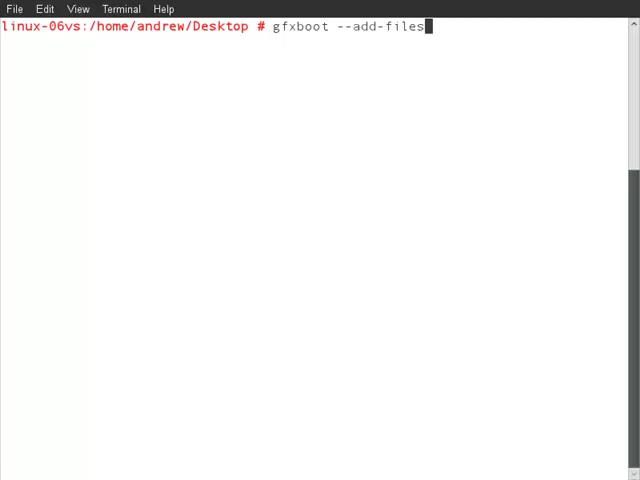 File Edit View Terminal Help
linux-06vs:/home/andrew/Desktop # gfxboot --add-files